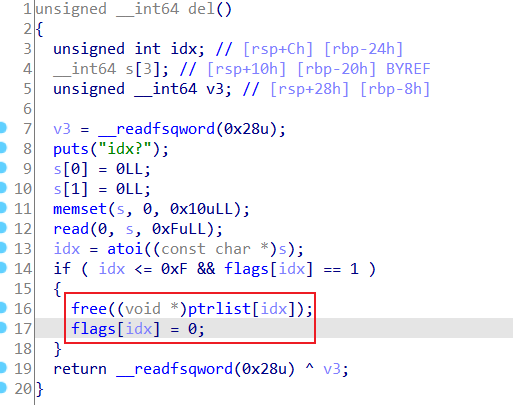 1 unsigned __int64 del()
2 {
3 unsigned int idx; // [rsp+Ch] [rbp-24h]
4 __int64 s[3]; // [rsp+10h] [rbp-20h] BYREF
5 unsigned __int64 v3; // [rsp+28h] [rbp-8h]
6
7 v3 = __readfsqword(0x28u);
8 puts("idx?");
9 s[0] = 0LL;
10 s[1] = 0LL;
11 memset(s, 0, 0x10uLL);
12 read(0, s, 0xFuLL);
13 idx = atoi((const char *)s);
14 if ( idx <= 0xF && flags[idx] == 1 )
15 {
16 free((void *)ptrlist[idx]);
17 flags[idx] = 0;
18 }
19 return __readfsqword(0x28u) ^ v3;
20 }